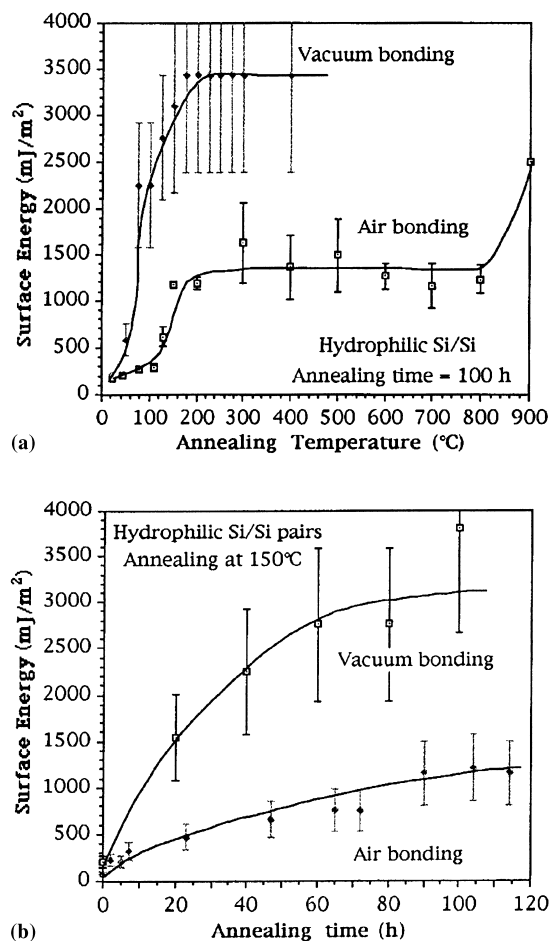 4000
3500
3000
2500
2000
1500
1000
500
0
Surface Energy (mJ/m²)
Vacuum bonding
Air bonding
Hydrophilic Si/Si
Annealing time = 100 h
0 100 200 300 400 500 600 700 800 900
(a)
Annealing Temperature (°C)
4000
3500
3000
2500
2000
1500
1000
500
0
Surface Energy (mJ/m²)
Hydrophilic Si/Si pairs
Annealing at 150°C
Vacuum bonding
Air bonding
0 20 40 60 80 100 120
(b)
Annealing time (h)